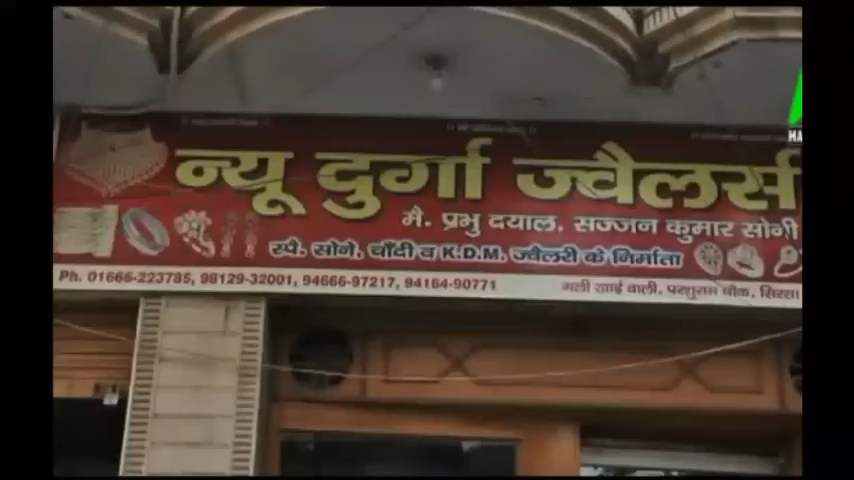 न्यू दुर्गा ज्वैलर्स
मै. प्रभु दयाल, सज्जन कुमार सोनी
स्पे. सोने, चाँदी व K.D.M. ज्वैलरी के निर्माता
Ph. 01666-223785, 98129-32001, 94666-97217, 94164-90771
गली खाई वाली, परशुराम चौक, सिरसा